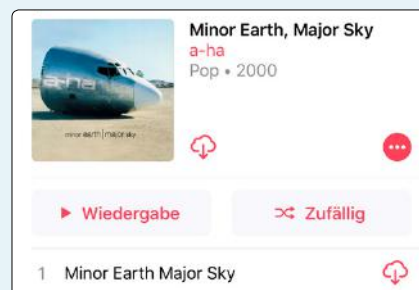 Minor Earth, Major Sky
a-ha
Pop • 2000
a-ha
minor earth | major sky
Wiedergabe
Zufällig
1 Minor Earth Major Sky